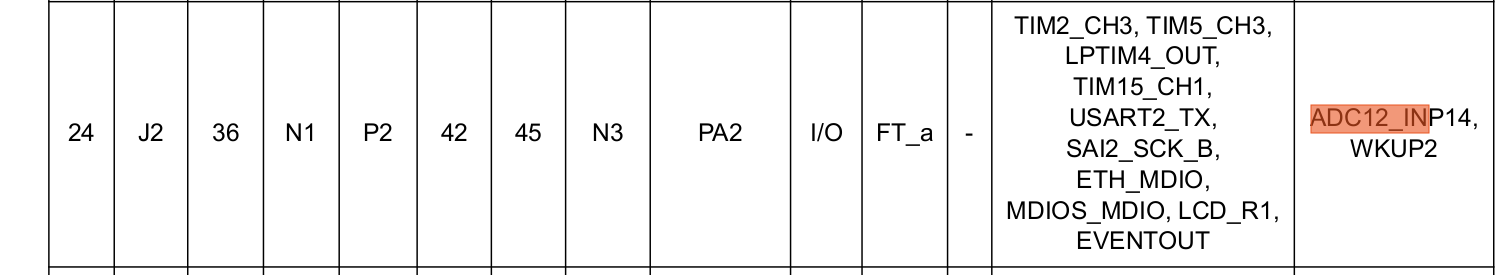 24 J2 36 N1 P2 42 45 N3 PA2 I/O FT_a -
TIM2_CH3, TIM5_CH3,
LPTIM4_OUT,
TIM15_CH1,
USART2_TX,
SAI2_SCK_B,
ETH_MDIO,
MDIOS_MDIO, LCD_R1,
EVENTOUT
ADC12_INP14,
WKUP2